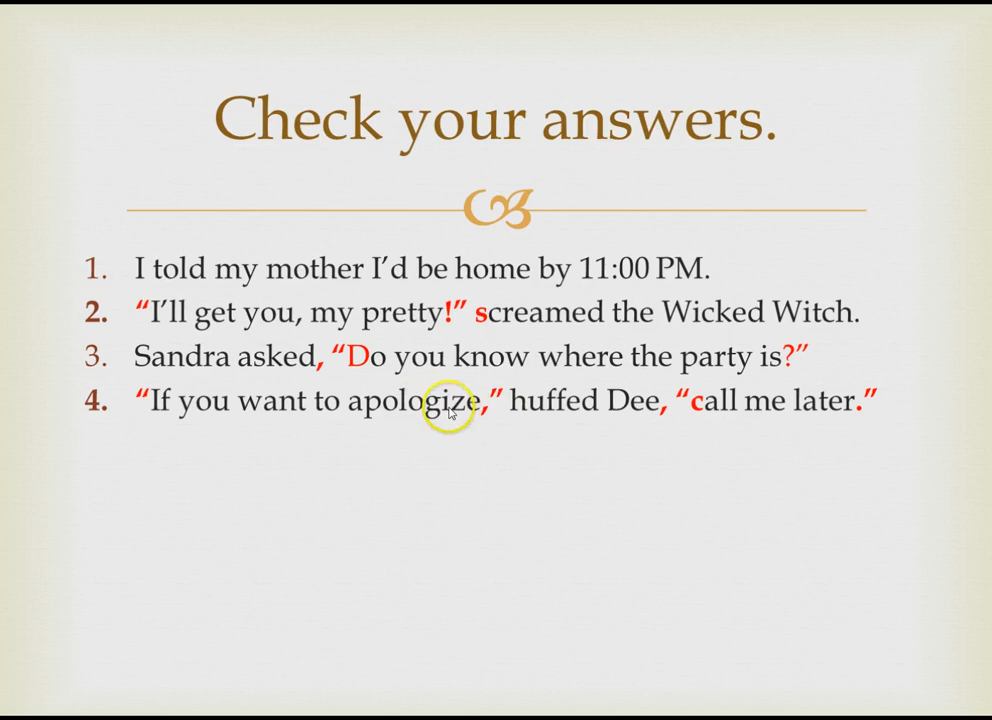 Check your answers.
1. I told my mother I’d be home by 11:00 PM.
2. “I’ll get you, my pretty!” screamed the Wicked Witch.
3. Sandra asked, “Do you know where the party is?”
4. “If you want to apologize,” huffed Dee, “call me later.”